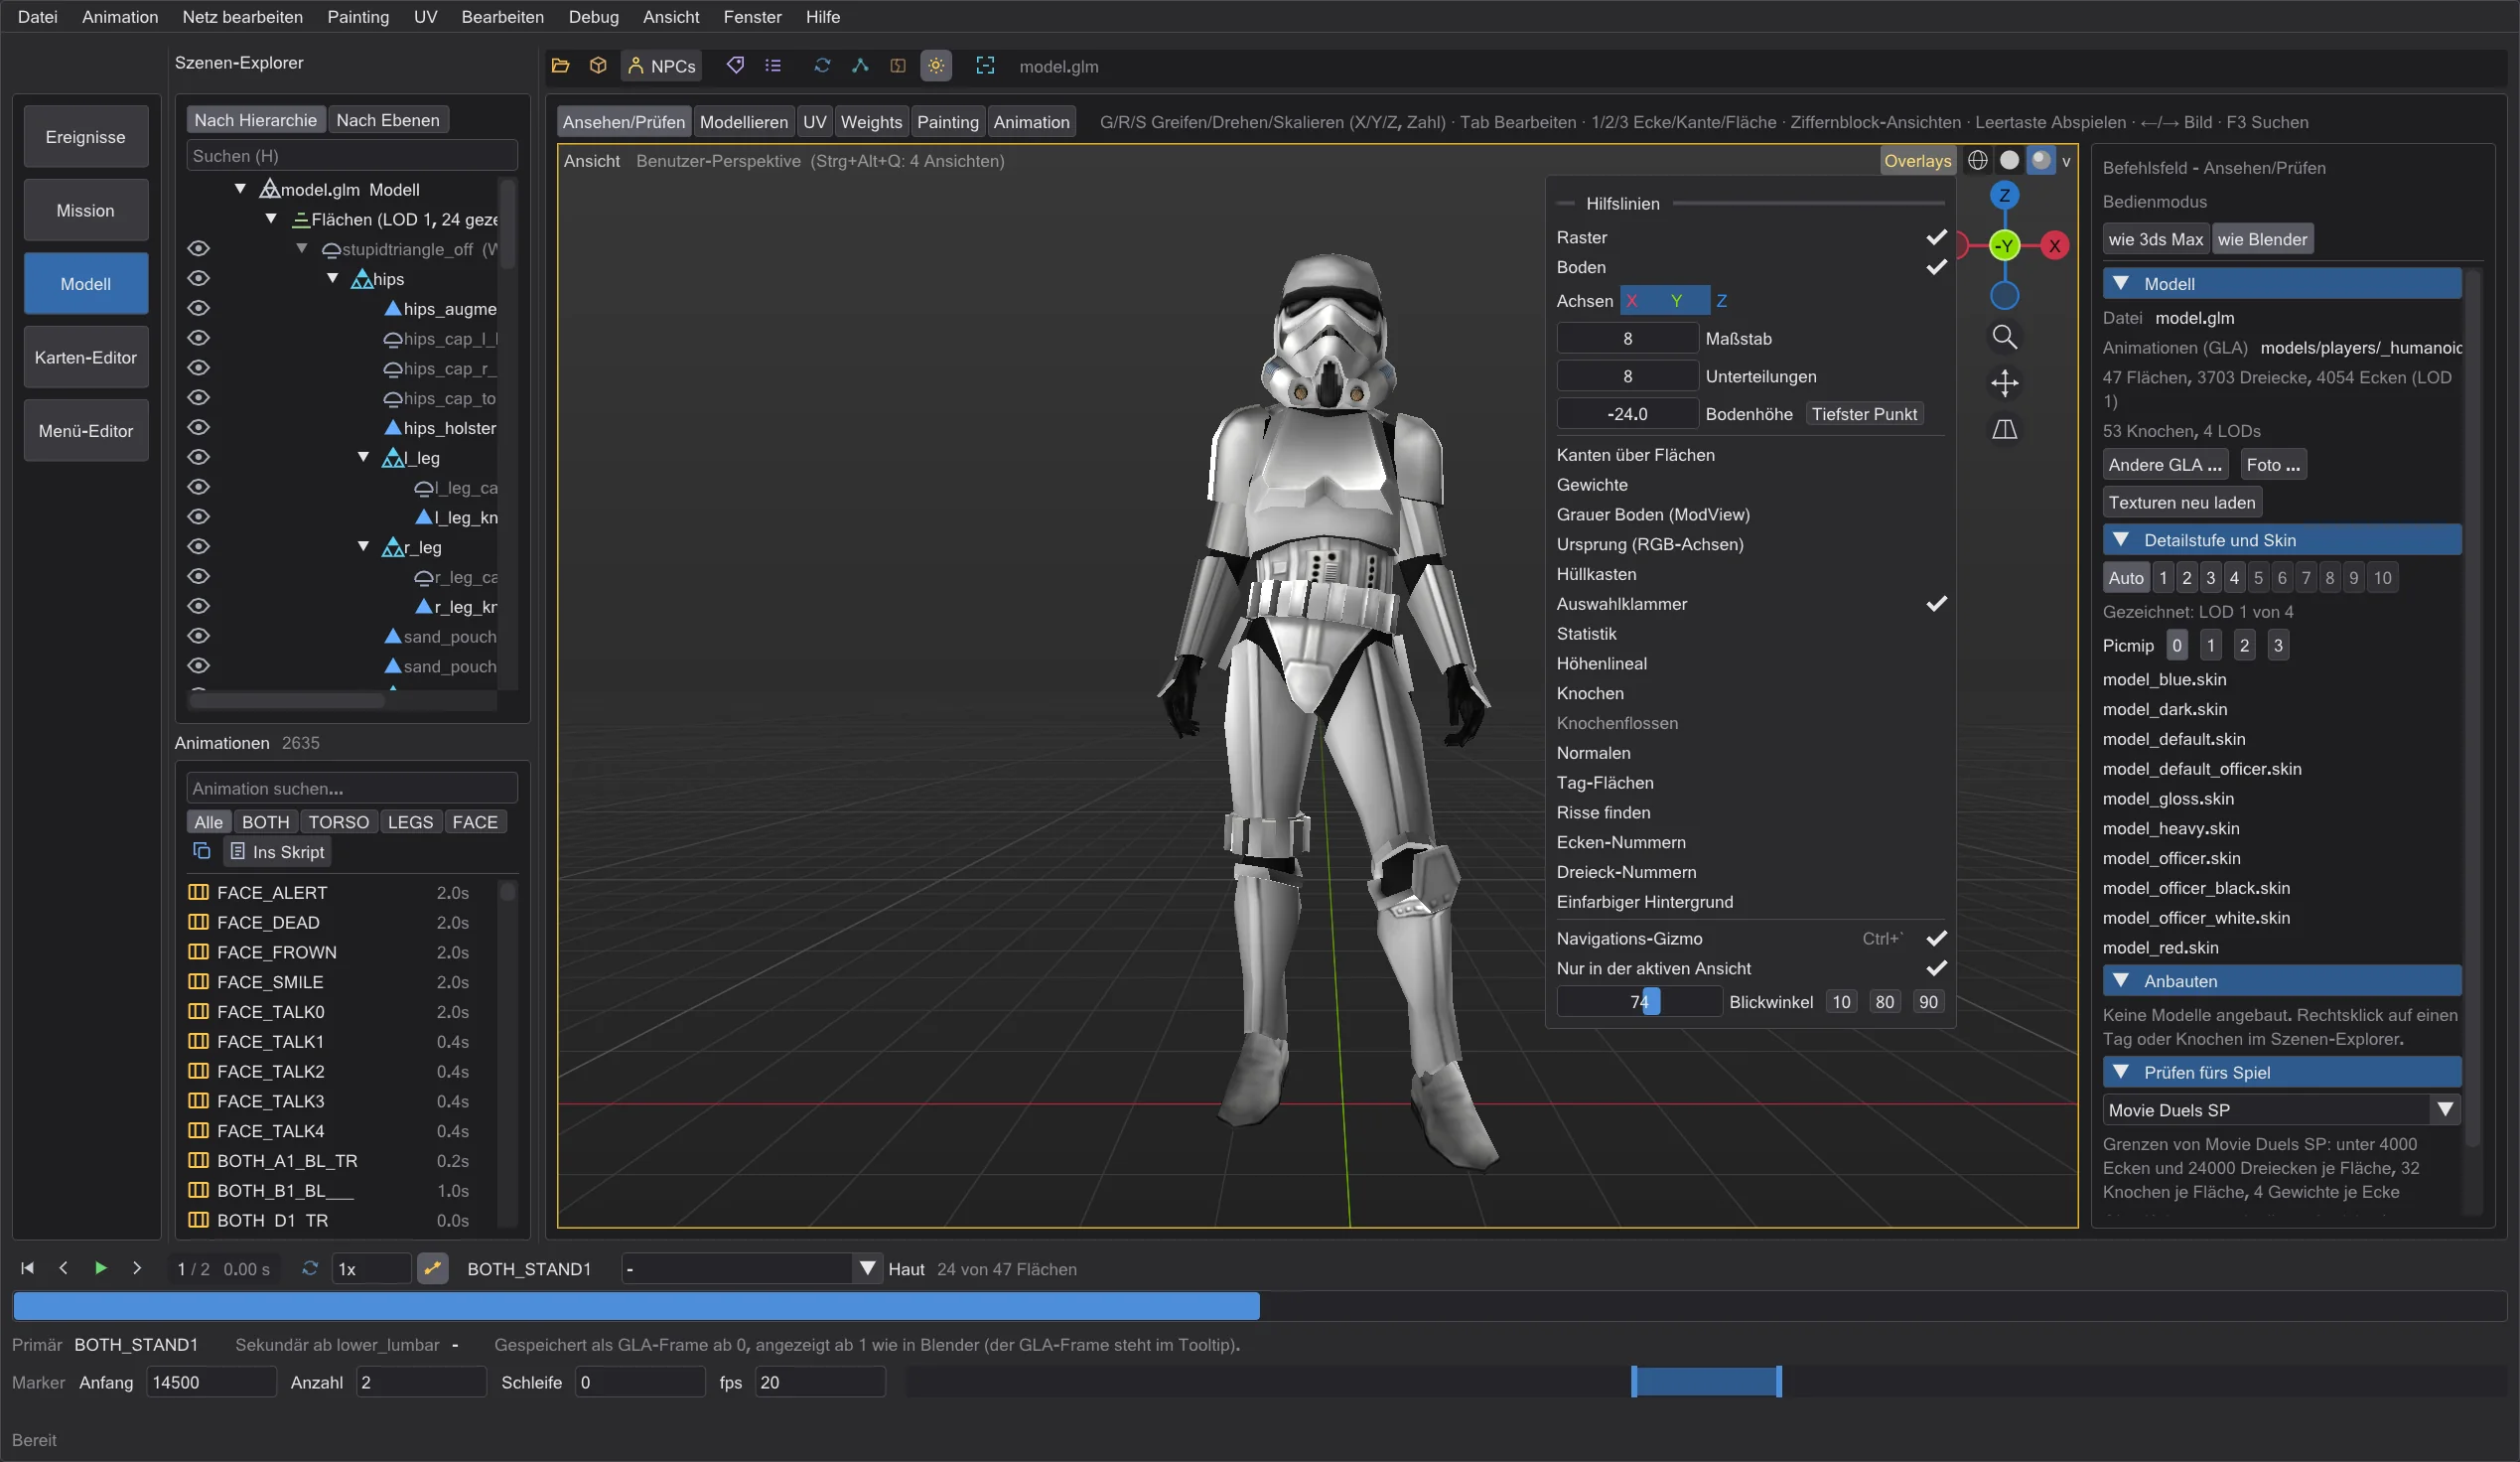 Datei Animation Netz bearbeiten Painting UV Bearbeiten Debug Ansicht Fenster Hilfe
Szenen-Explorer
NPCs model.glm
Ereignisse
Mission
Modell
Karten-Editor
Menü-Editor
Nach Hierarchie Nach Ebenen
Suchen (H)
model.glm Modell
Flächen (LOD 1, 24 geze
stupidtriangle_off (W
hips
hips_augme
hips_cap_l_l
hips_cap_r_
hips_cap_to
hips_holster
l_leg
l_leg_ca
l_leg_kn
r_leg
r_leg_ca
r_leg_kn
sand_pouch
sand_pouch
Animationen 2635
Animation suchen...
Alle BOTH TORSO LEGS FACE
Ins Skript
FACE_ALERT 2.0s
FACE_DEAD 2.0s
FACE_FROWN 2.0s
FACE_SMILE 2.0s
FACE_TALK0 2.0s
FACE_TALK1 0.4s
FACE_TALK2 0.4s
FACE_TALK3 0.4s
FACE_TALK4 0.4s
BOTH_A1_BL_TR 0.2s
BOTH_B1_BL___ 1.0s
BOTH_D1_TR 0.0s
Ansehen/Prüfen Modellieren UV Weights Painting Animation G/R/S Greifen/Drehen/Skalieren (X/Y/Z, Zahl) · Tab Bearbeiten · 1/2/3 Ecke/Kante/Fläche · Ziffernblock-Ansichten · Leertaste Abspielen · ←/→ Bild · F3 Suchen
Ansicht Benutzer-Perspektive (Strg+Alt+Q: 4 Ansichten) Overlays v
Z
-Y X
Hilfslinien
Raster
Boden
Achsen X Y Z
8 Maßstab
8 Unterteilungen
-24.0 Bodenhöhe Tiefster Punkt
Kanten über Flächen
Gewichte
Grauer Boden (ModView)
Ursprung (RGB-Achsen)
Hüllkasten
Auswahlklammer
Statistik
Höhenlineal
Knochen
Knochenflossen
Normalen
Tag-Flächen
Risse finden
Ecken-Nummern
Dreieck-Nummern
Einfarbiger Hintergrund
Navigations-Gizmo Ctrl+`
Nur in der aktiven Ansicht
74 Blickwinkel 10 80 90
Befehlsfeld - Ansehen/Prüfen
Bedienmodus
wie 3ds Max wie Blender
Modell
Datei model.glm
Animationen (GLA) models/players/_humanoid
47 Flächen, 3703 Dreiecke, 4054 Ecken (LOD
1)
53 Knochen, 4 LODs
Andere GLA ... Foto ...
Texturen neu laden
Detailstufe und Skin
Auto 1 2 3 4 5 6 7 8 9 10
Gezeichnet: LOD 1 von 4
Picmip 0 1 2 3
model_blue.skin
model_dark.skin
model_default.skin
model_default_officer.skin
model_gloss.skin
model_heavy.skin
model_officer.skin
model_officer_black.skin
model_officer_white.skin
model_red.skin
Anbauten
Keine Modelle angebaut. Rechtsklick auf einen
Tag oder Knochen im Szenen-Explorer.
Prüfen fürs Spiel
Movie Duels SP
Grenzen von Movie Duels SP: unter 4000
Ecken und 24000 Dreiecken je Fläche, 32
Knochen je Fläche, 4 Gewichte je Ecke
1 / 2 0.00 s 1x BOTH_STAND1 - Haut 24 von 47 Flächen
Primär BOTH_STAND1 Sekundär ab lower_lumbar - Gespeichert als GLA-Frame ab 0, angezeigt ab 1 wie in Blender (der GLA-Frame steht im Tooltip).
Marker Anfang 14500 Anzahl 2 Schleife 0 fps 20
Bereit